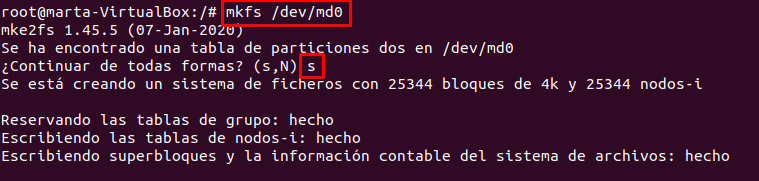 root@marta-VirtualBox:/# mkfs /dev/md0
mke2fs 1.45.5 (07-Jan-2020)
Se ha encontrado una tabla de particiones dos en /dev/md0
¿Continuar de todas formas? (s,N) s
Se está creando un sistema de ficheros con 25344 bloques de 4k y 25344 nodos-i
Reservando las tablas de grupo: hecho
Escribiendo las tablas de nodos-i: hecho
Escribiendo superbloques y la información contable del sistema de archivos: hecho